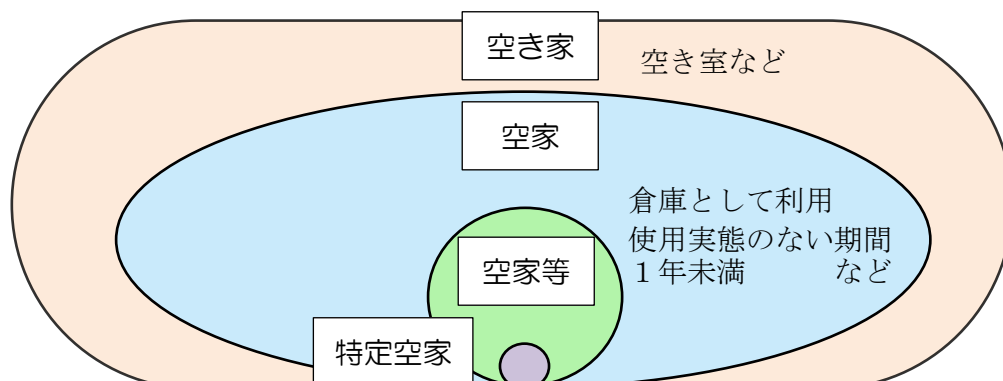 空き家
空き室など
空家
倉庫として利用
使用実態のない期間
１年未満　　　など
空家等
特定空家